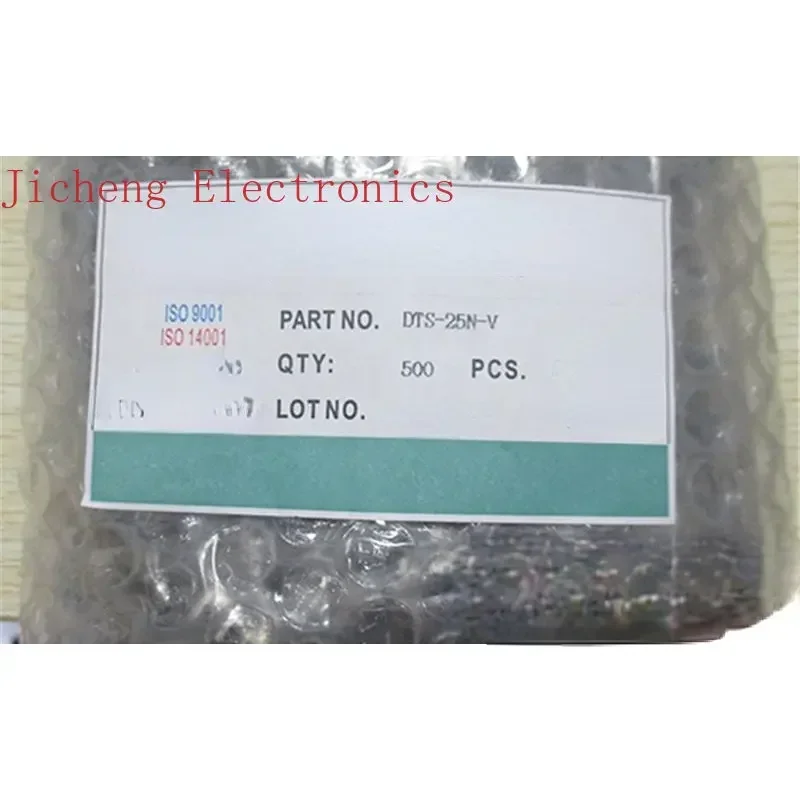 Jicheng Electronics
ISO 9001
ISO 14001
PART NO. DTS-25N-V
QTY: 500 PCS.
LOT NO.